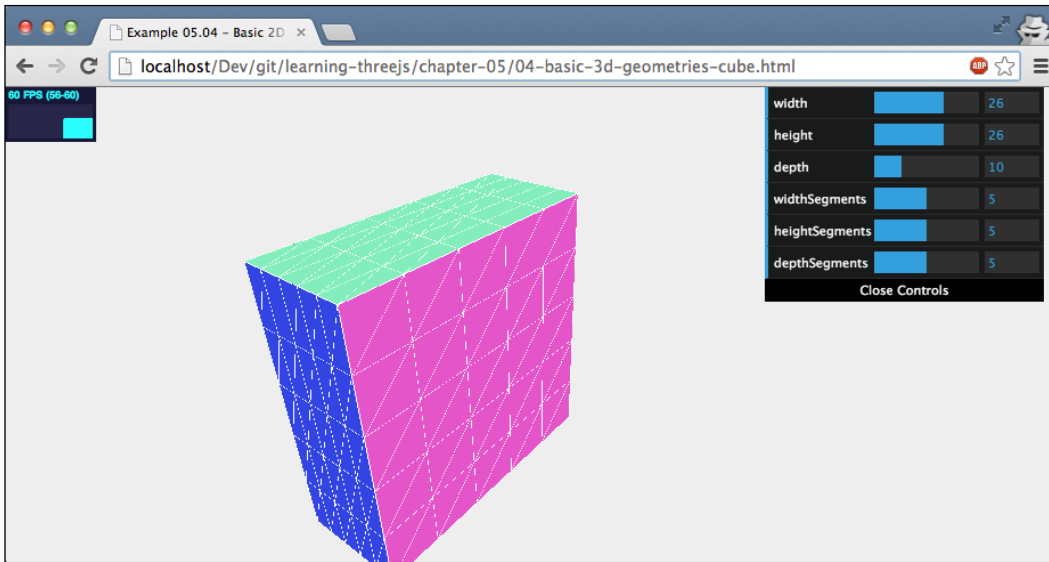 Example 05.04 – Basic 2D
localhost/Dev/git/learning-threejs/chapter-05/04-basic-3d-geometries-cube.html
ABP
60 FPS (56-60)
width 26
height 26
depth 10
widthSegments 5
heightSegments 5
depthSegments 5
Close Controls